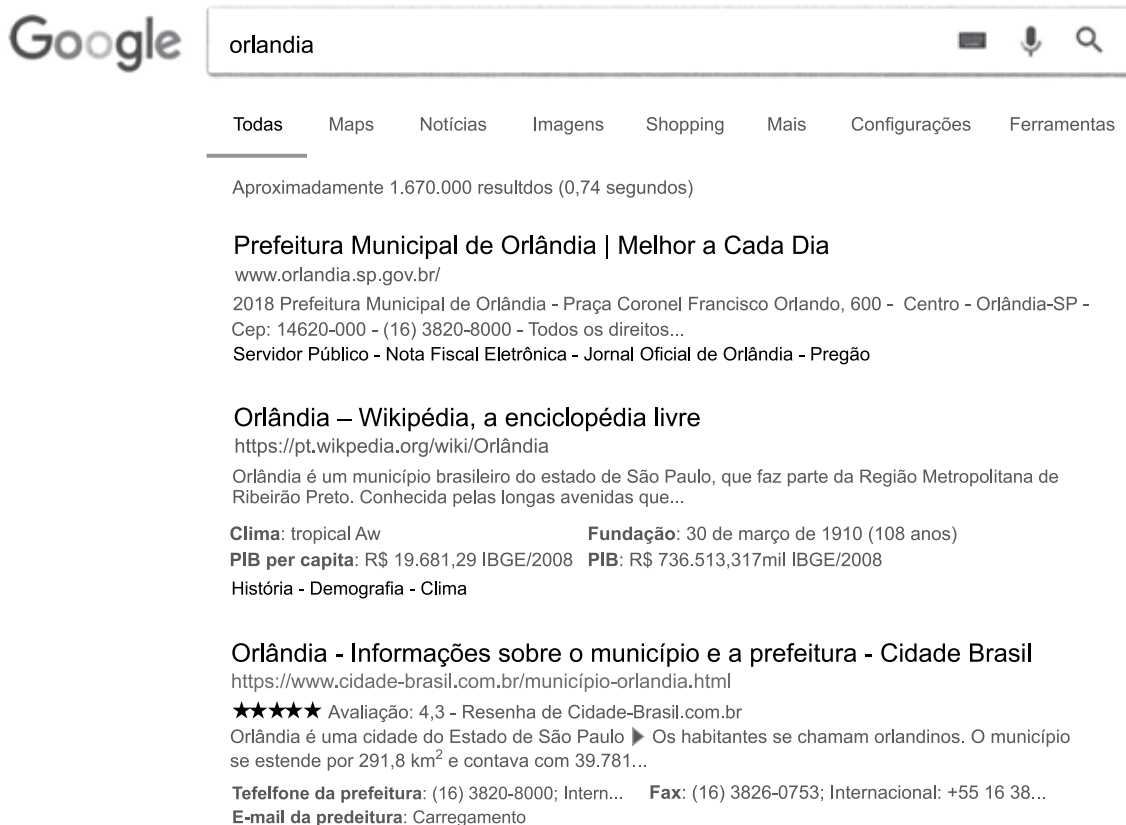 Google
orlandia
Todas Maps Notícias Imagens Shopping Mais Configurações Ferramentas
Aproximadamente 1.670.000 resultdos (0,74 segundos)
Prefeitura Municipal de Orlândia | Melhor a Cada Dia
www.orlandia.sp.gov.br/
2018 Prefeitura Municipal de Orlândia - Praça Coronel Francisco Orlando, 600 - Centro - Orlândia-SP -
Cep: 14620-000 - (16) 3820-8000 - Todos os direitos...
Servidor Público - Nota Fiscal Eletrônica - Jornal Oficial de Orlândia - Pregão
Orlândia – Wikipédia, a enciclopédia livre
https://pt.wikpedia.org/wiki/Orlândia
Orlândia é um município brasileiro do estado de São Paulo, que faz parte da Região Metropolitana de
Ribeirão Preto. Conhecida pelas longas avenidas que...
Clima: tropical Aw Fundação: 30 de março de 1910 (108 anos)
PIB per capita: R$ 19.681,29 IBGE/2008 PIB: R$ 736.513,317mil IBGE/2008
História - Demografia - Clima
Orlândia - Informações sobre o município e a prefeitura - Cidade Brasil
https://www.cidade-brasil.com.br/município-orlandia.html
★★★★★ Avaliação: 4,3 - Resenha de Cidade-Brasil.com.br
Orlândia é uma cidade do Estado de São Paulo ▶ Os habitantes se chamam orlandinos. O município
se estende por 291,8 km² e contava com 39.781...
Tefelfone da prefeitura: (16) 3820-8000; Intern... Fax: (16) 3826-0753; Internacional: +55 16 38...
E-mail da predeitura: Carregamento